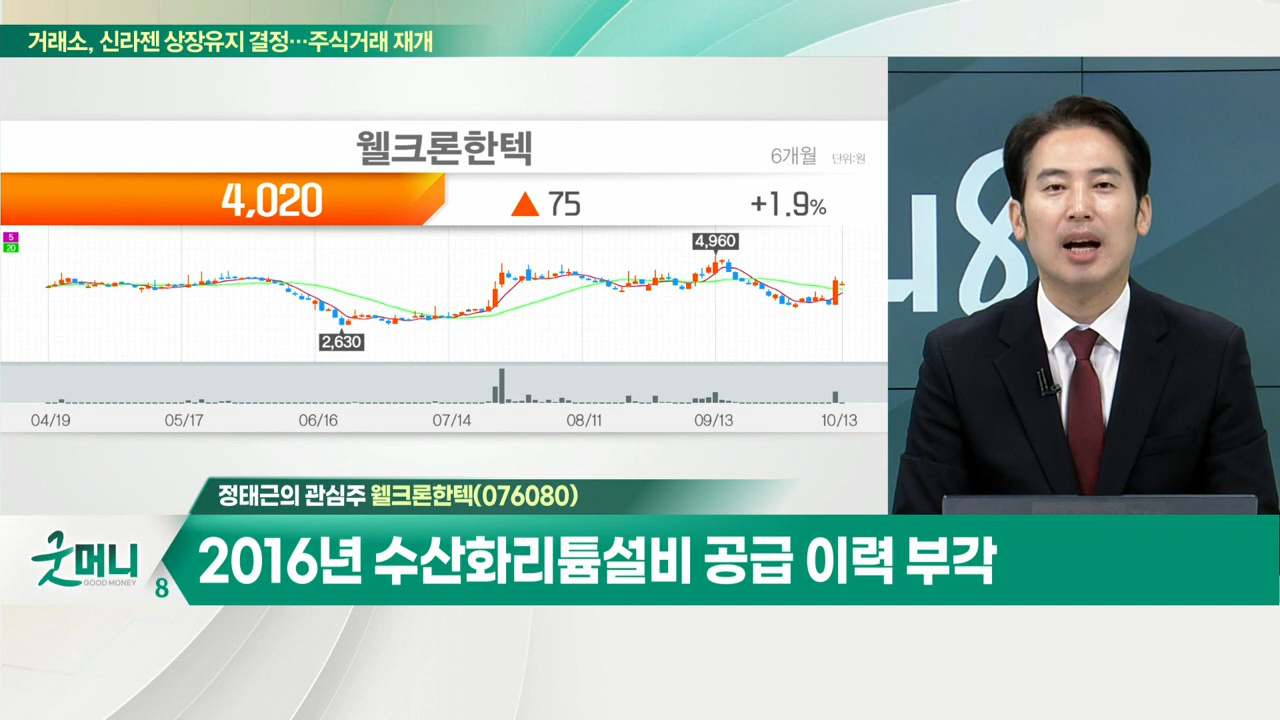 거래소, 신라젠 상장유지 결정…주식거래 재개
웰크론한텍
6개월 단위:원
4,020 ▲ 75 +1.9%
5
20
4,960
2,630
04/19 05/17 06/16 07/14 08/11 09/13 10/13
8
정태근의 관심주 웰크론한텍(076080)
굿머니
GOOD MONEY
8
2016년 수산화리튬설비 공급 이력 부각